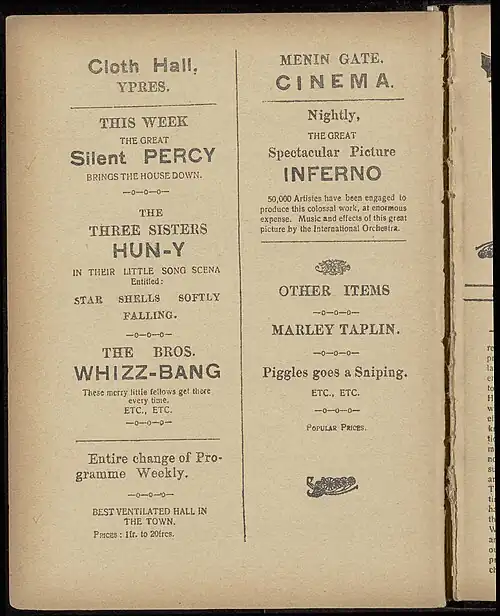 Cloth Hall,
YPRES.
THIS WEEK
THE GREAT
Silent PERCY
BRINGS THE HOUSE DOWN.
—o—o—o—
THE
THREE SISTERS
HUN-Y
IN THEIR LITTLE SONG SCENA
Entitled:
STAR SHELLS SOFTLY
FALLING.
—o—o—o—
THE BROS.
WHIZZ-BANG
These merry little fellows get there
every time.
ETC., ETC.
—o—o—o—
Entire change of Pro-
gramme Weekly.
—o—o—o—
BEST VENTILATED HALL IN
THE TOWN.
PRICES: 1fr. to 20frcs.
MENIN GATE.
CINEMA.
Nightly,
THE GREAT
Spectacular Picture
INFERNO
50,000 Artistes have been engaged to
produce this colossal work, at enormous
expense. Music and effects of this great
picture by the International Orchestra.
OTHER ITEMS
—o—o—o—
MARLEY TAPLIN.
—o—o—o—
Piggles goes a Sniping.
ETC., ETC.
—o—o—o—
POPULAR PRICES.